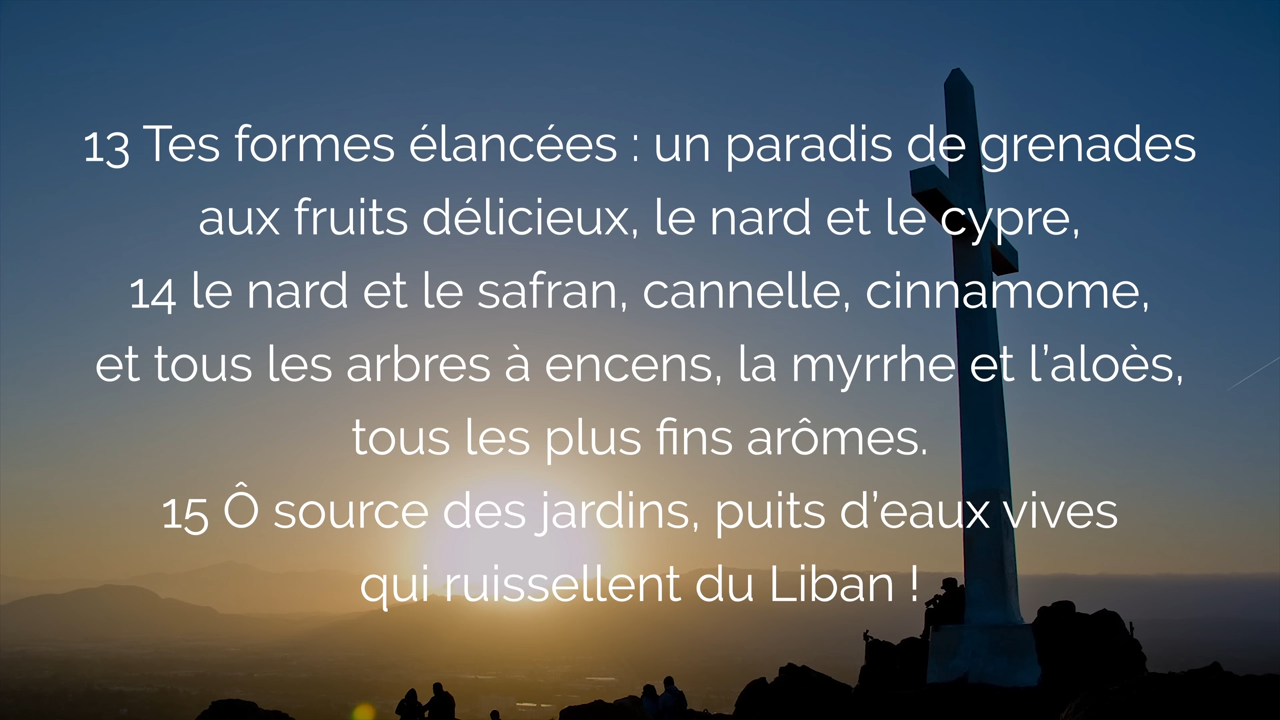 13 Tes formes élancées : un paradis de grenades
aux fruits délicieux, le nard et le cypre,
14 le nard et le safran, cannelle, cinnamome,
et tous les arbres à encens, la myrrhe et l’aloès,
tous les plus fins arômes.
15 Ô source des jardins, puits d’eaux vives
qui ruissellent du Liban !